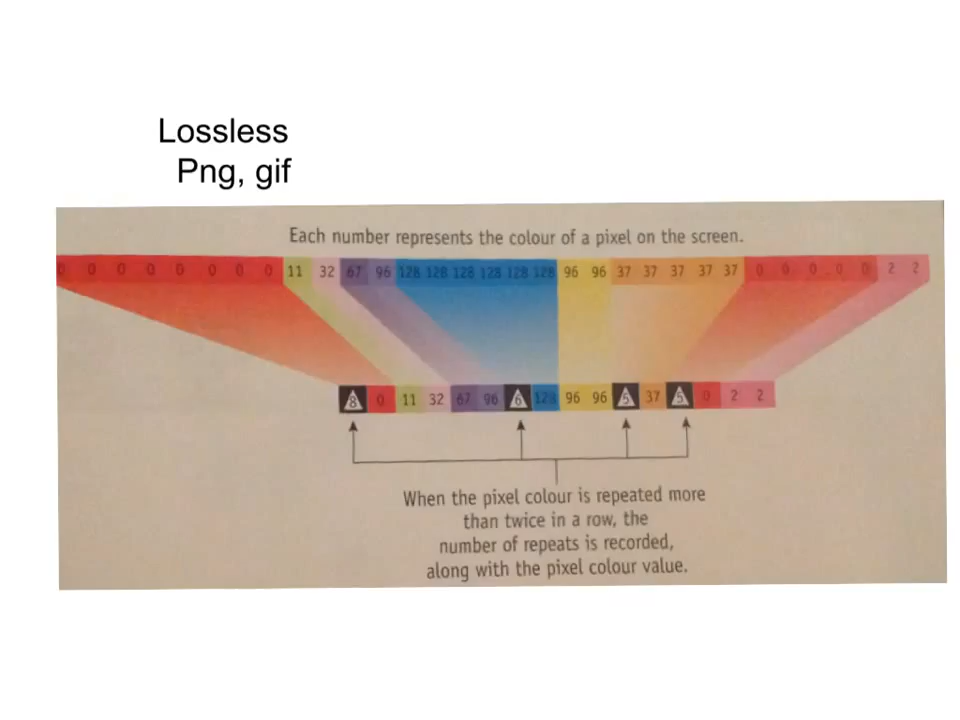 Lossless
Png, gif
Each number represents the colour of a pixel on the screen.
0 0 0 0 0 0 0 0 11 32 67 96 128 128 128 128 128 128 96 96 37 37 37 37 37 0 0 0 0 0 2 2
8 0 11 32 67 96 6 128 96 96 5 37 5 0 2 2
When the pixel colour is repeated more
than twice in a row, the
number of repeats is recorded,
along with the pixel colour value.